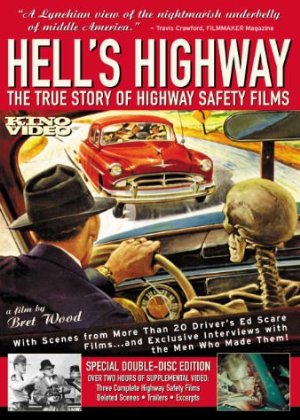 “A Lynchian view of the nightmarish underbelly
of middle America.” – Travis Crawford, FILMMAKER Magazine
HELL'S HIGHWAY
THE TRUE STORY OF HIGHWAY SAFETY FILMS
KINO
VIDEO
a film by
Bret Wood
With Scenes from More Than 20 Driver's Ed Scare
Films...and Exclusive Interviews with
the Men Who Made Them!
SPECIAL DOUBLE-DISC EDITION
OVER TWO HOURS OF SUPPLEMENTAL VIDEO:
Three Complete Highway Safety Films
Deleted Scenes • Trailers • Excerpts